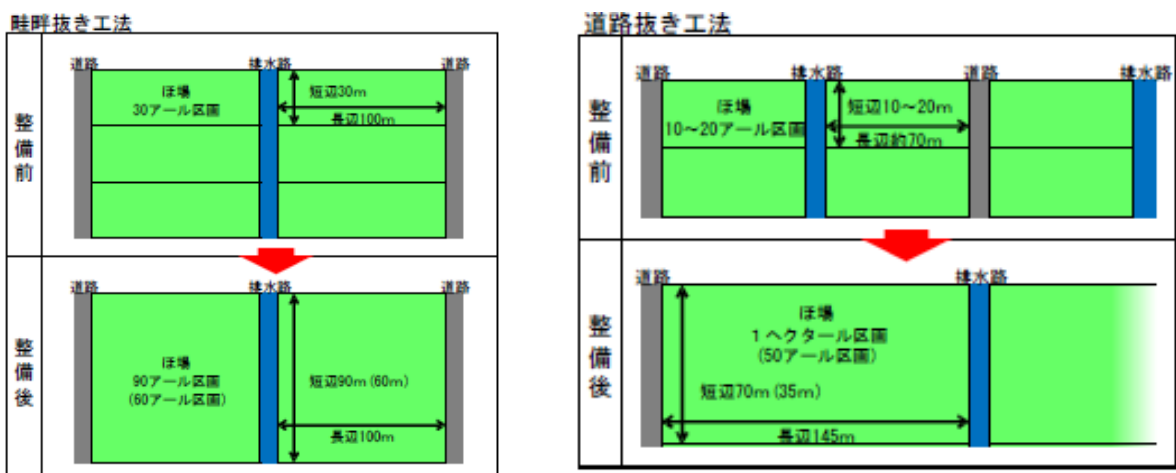 畦畔抜き工法
整備前
道路 排水路 道路
ほ場
30アール区画
短辺30m
長辺100m
整備後
道路 排水路 道路
ほ場
90アール区画
(60アール区画)
短辺90m(60m)
長辺100m
道路抜き工法
整備前
道路 排水路 道路 排水路
ほ場
10～20アール区画
短辺10～20m
長辺約70m
整備後
道路 排水路
ほ場
1ヘクタール区画
(50アール区画)
短辺70m(35m)
長辺145m